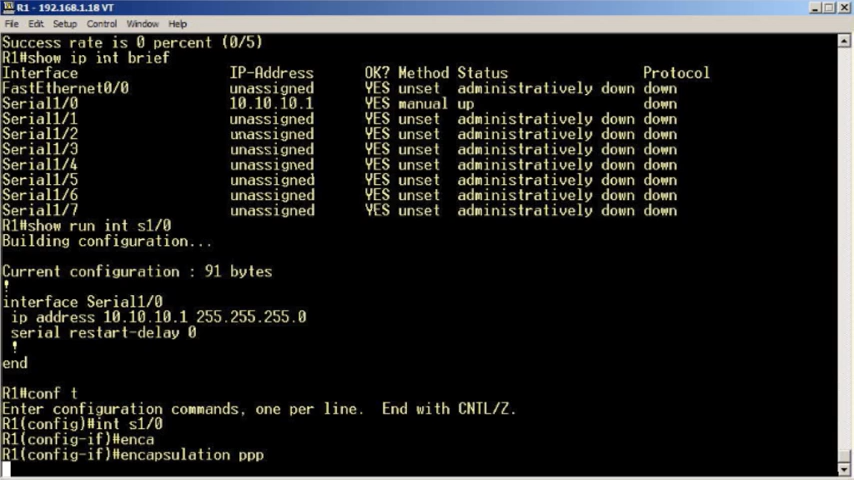 R1 - 192.168.1.18 VT
File Edit Setup Control Window Help
Success rate is 0 percent (0/5)
R1#show ip int brief
Interface IP-Address OK? Method Status Protocol
FastEthernet0/0 unassigned YES unset administratively down down
Serial1/0 10.10.10.1 YES manual up down
Serial1/1 unassigned YES unset administratively down down
Serial1/2 unassigned YES unset administratively down down
Serial1/3 unassigned YES unset administratively down down
Serial1/4 unassigned YES unset administratively down down
Serial1/5 unassigned YES unset administratively down down
Serial1/6 unassigned YES unset administratively down down
Serial1/7 unassigned YES unset administratively down down
R1#show run int s1/0
Building configuration...
Current configuration : 91 bytes
!
interface Serial1/0
ip address 10.10.10.1 255.255.255.0
serial restart-delay 0
!
end
R1#conf t
Enter configuration commands, one per line. End with CNTL/Z.
R1(config)#int s1/0
R1(config-if)#enca
R1(config-if)#encapsulation ppp